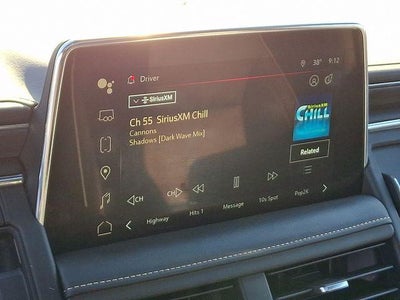 Driver
38°
9:12
SiriusXM
Ch 55 SiriusXM Chill
Cannons
Shadows [Dark Wave Mix]
SiriusXM
CHILL
Related
CH
CH
Highway
Hits 1
Message
10s Spot
Pop2K